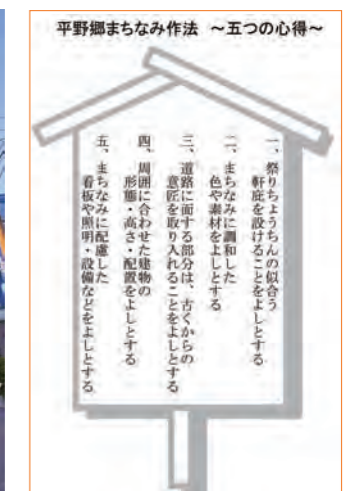 平野郷まちなみ作法 ～五つの心得～
一、祭りちょうちんの似合う
軒庇を設けることをよしとする
二、まちなみに調和した
色や素材をよしとする
三、道路に面する部分は、古くからの
意匠を取り入れることをよしとする
四、周囲に合わせた建物の
形態・高さ・配置をよしとする
五、まちなみに配慮した
看板や照明・設備などをよしとする